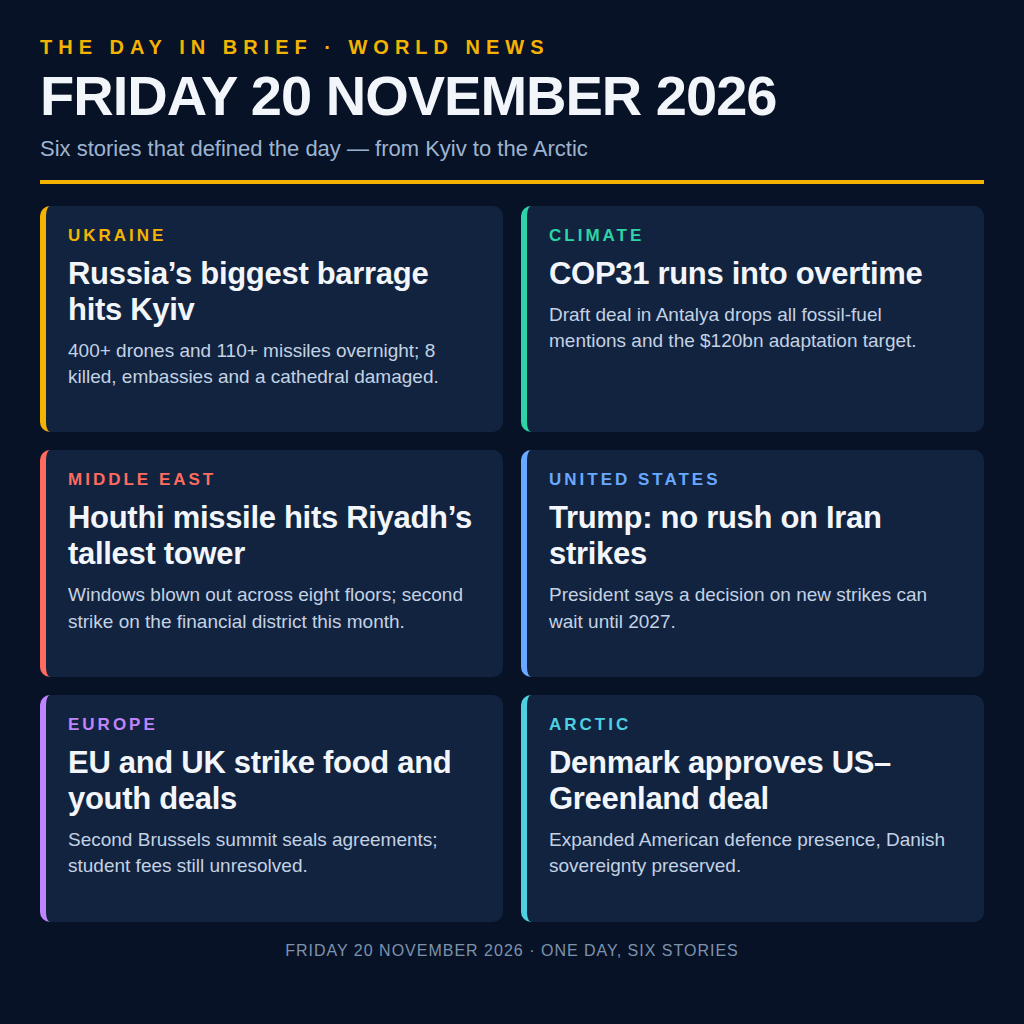 THE DAY IN BRIEF · WORLD NEWS
FRIDAY 20 NOVEMBER 2026
Six stories that defined the day — from Kyiv to the Arctic
UKRAINE
Russia’s biggest barrage
hits Kyiv
400+ drones and 110+ missiles overnight; 8
killed, embassies and a cathedral damaged.
CLIMATE
COP31 runs into overtime
Draft deal in Antalya drops all fossil-fuel
mentions and the $120bn adaptation target.
MIDDLE EAST
Houthi missile hits Riyadh’s
tallest tower
Windows blown out across eight floors; second
strike on the financial district this month.
UNITED STATES
Trump: no rush on Iran
strikes
President says a decision on new strikes can
wait until 2027.
EUROPE
EU and UK strike food and
youth deals
Second Brussels summit seals agreements;
student fees still unresolved.
ARCTIC
Denmark approves US–
Greenland deal
Expanded American defence presence, Danish
sovereignty preserved.
FRIDAY 20 NOVEMBER 2026 · ONE DAY, SIX STORIES